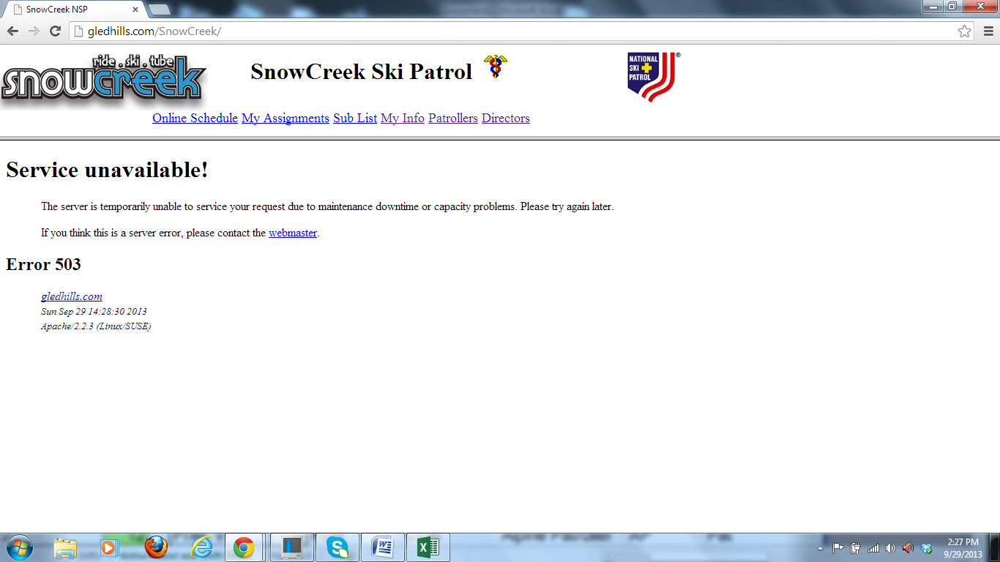 SnowCreek NSP
gledhills.com/SnowCreek/
ride . ski . tube
snowcreek
SnowCreek Ski Patrol
NATIONAL
SKI
PATROL
®
Online Schedule My Assignments Sub List My Info Patrollers Directors
Service unavailable!
The server is temporarily unable to service your request due to maintenance downtime or capacity problems. Please try again later.
If you think this is a server error, please contact the webmaster.
Error 503
gledhills.com
Sun Sep 29 14:28:30 2013
Apache/2.2.3 (Linux/SUSE)
2:27 PM
9/29/2013